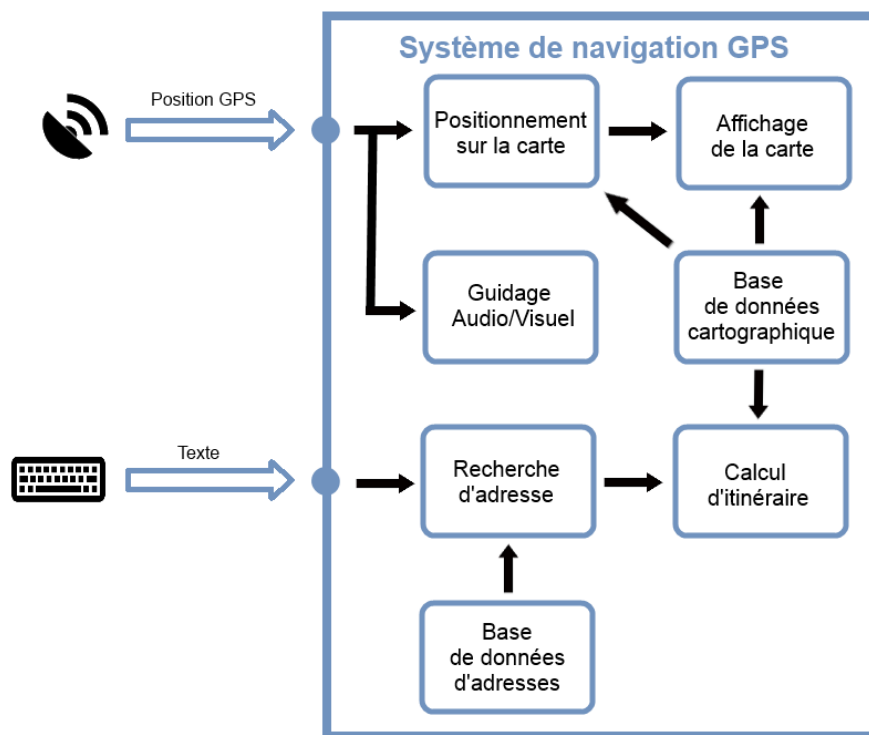 Système de navigation GPS
Position GPS
Positionnement
sur la carte
Affichage
de la carte
Guidage
Audio/Visuel
Base
de données
cartographique
Texte
Recherche
d'adresse
Calcul
d'itinéraire
Base
de données
d'adresses